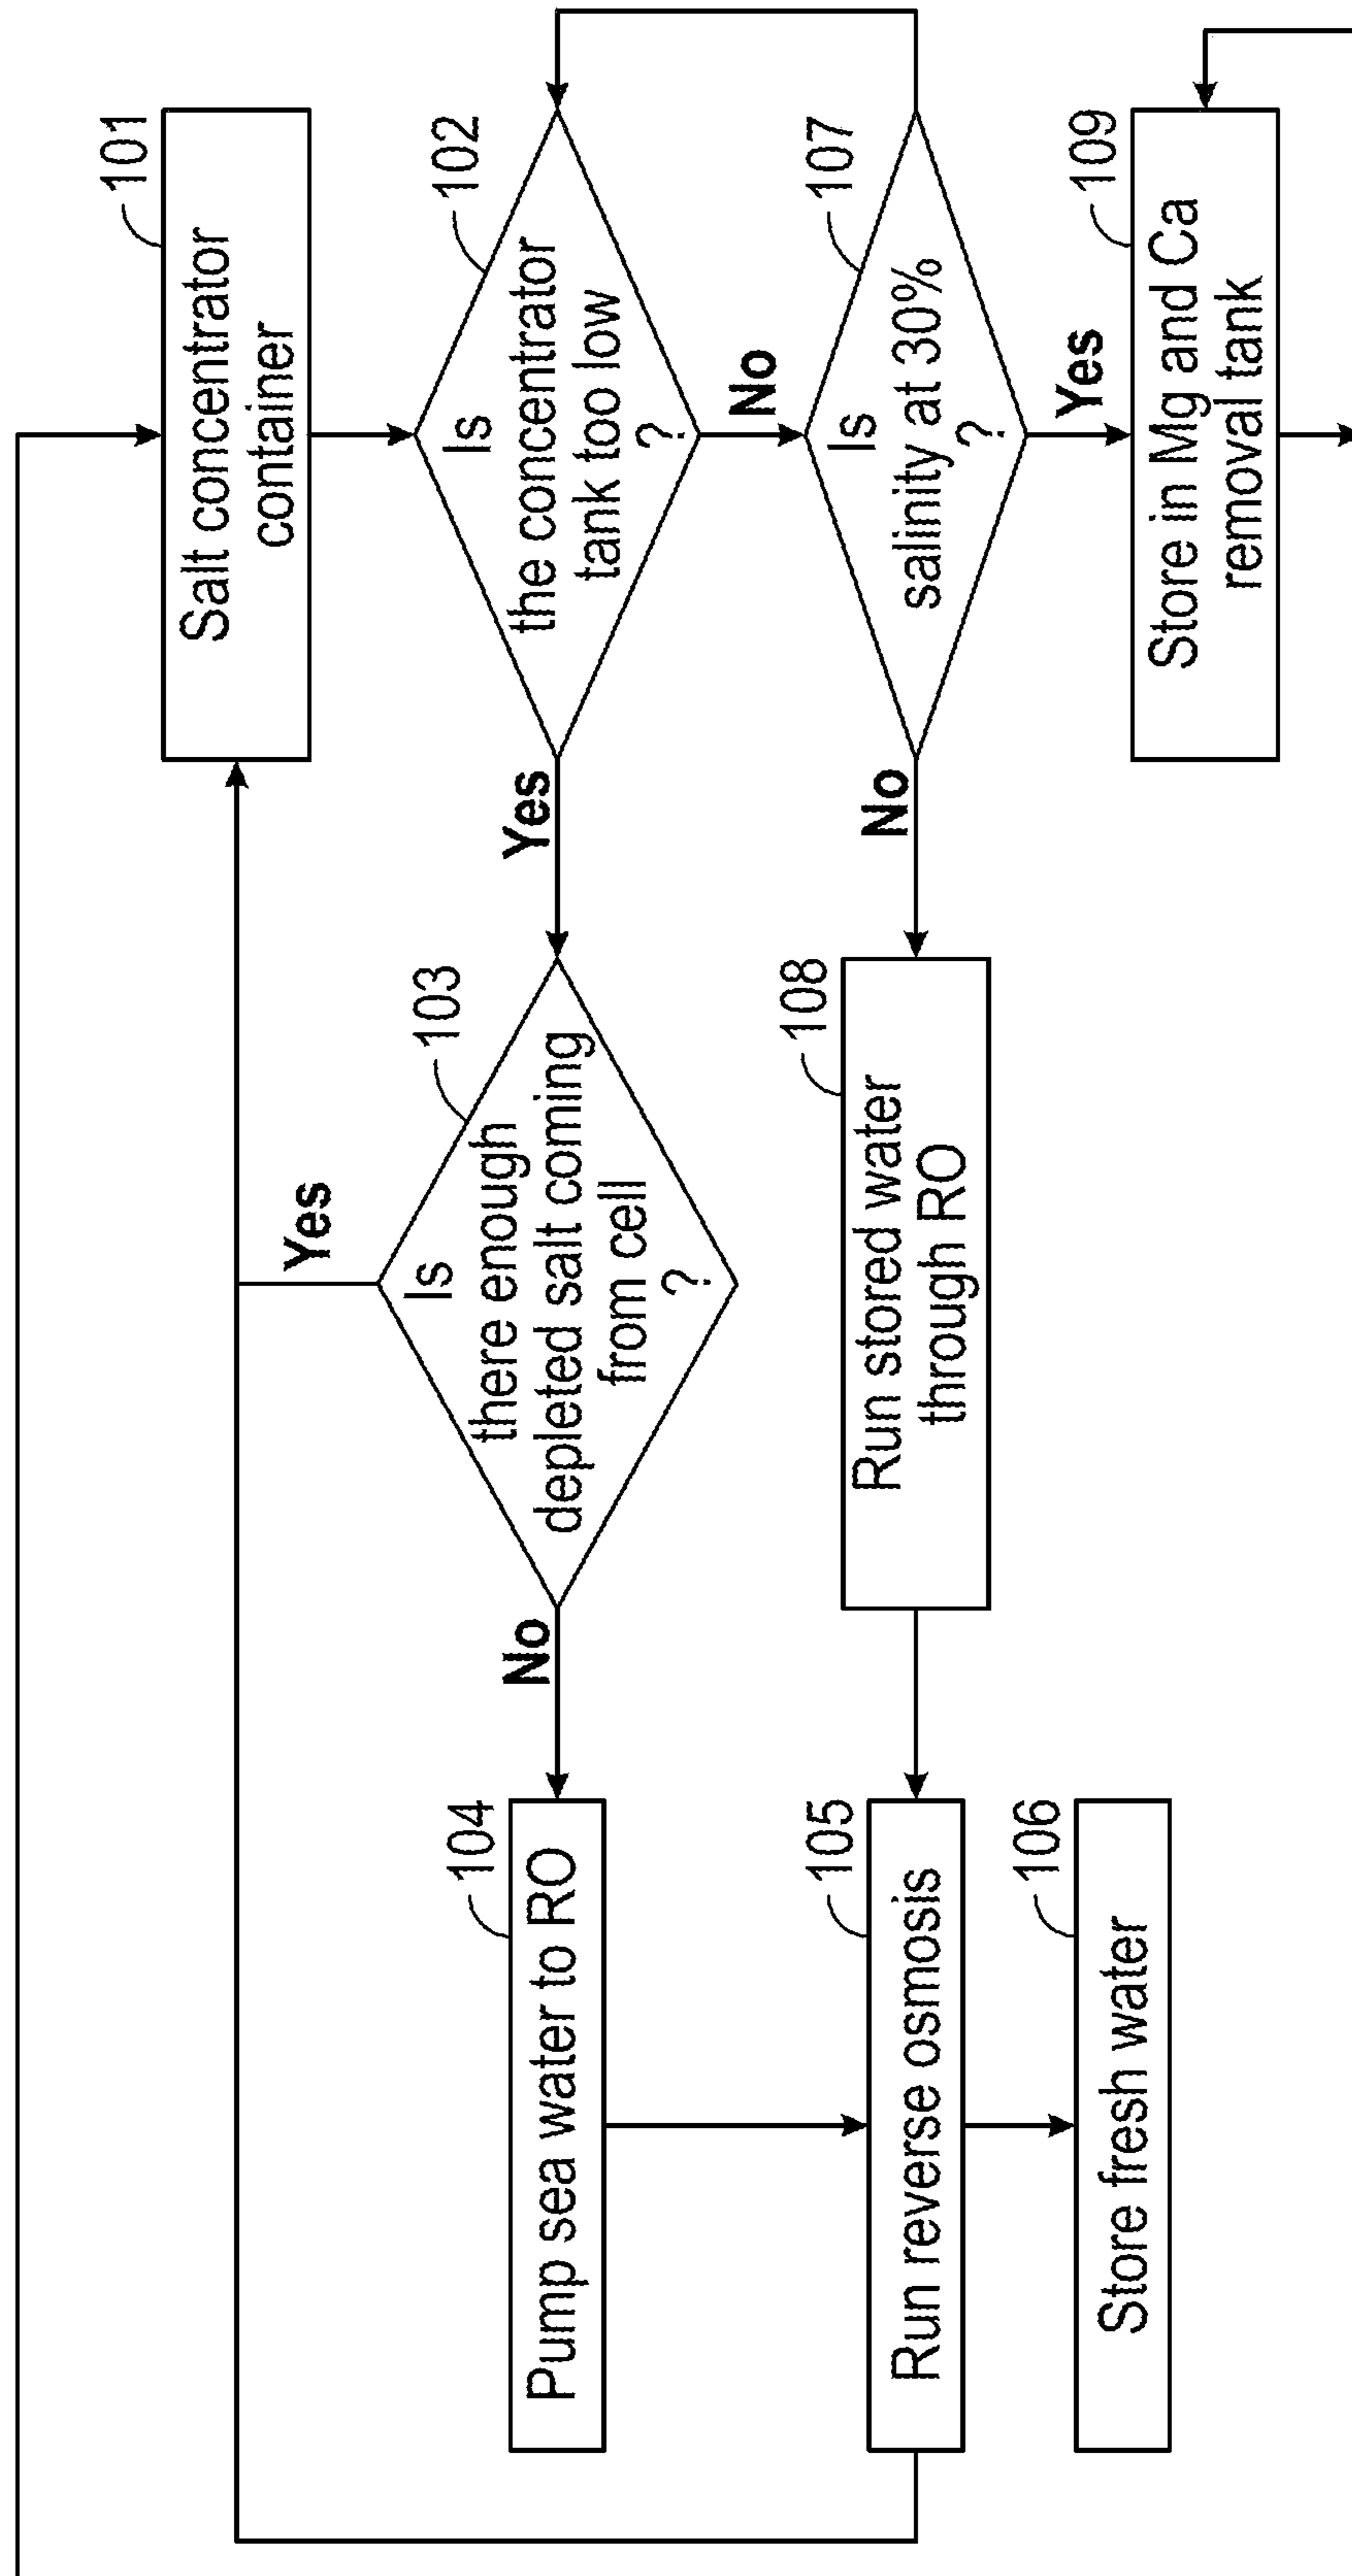 101
Salt concentrator
container
102
Is
the concentrator
tank too low
?
Yes
No
103
Is
there enough
depleted salt coming
from cell
?
Yes
No
104
Pump sea water to RO
105
Run reverse osmosis
106
Store fresh water
107
Is
salinity at 30%
?
No
Yes
108
Run stored water
through RO
109
Store in Mg and Ca
removal tank